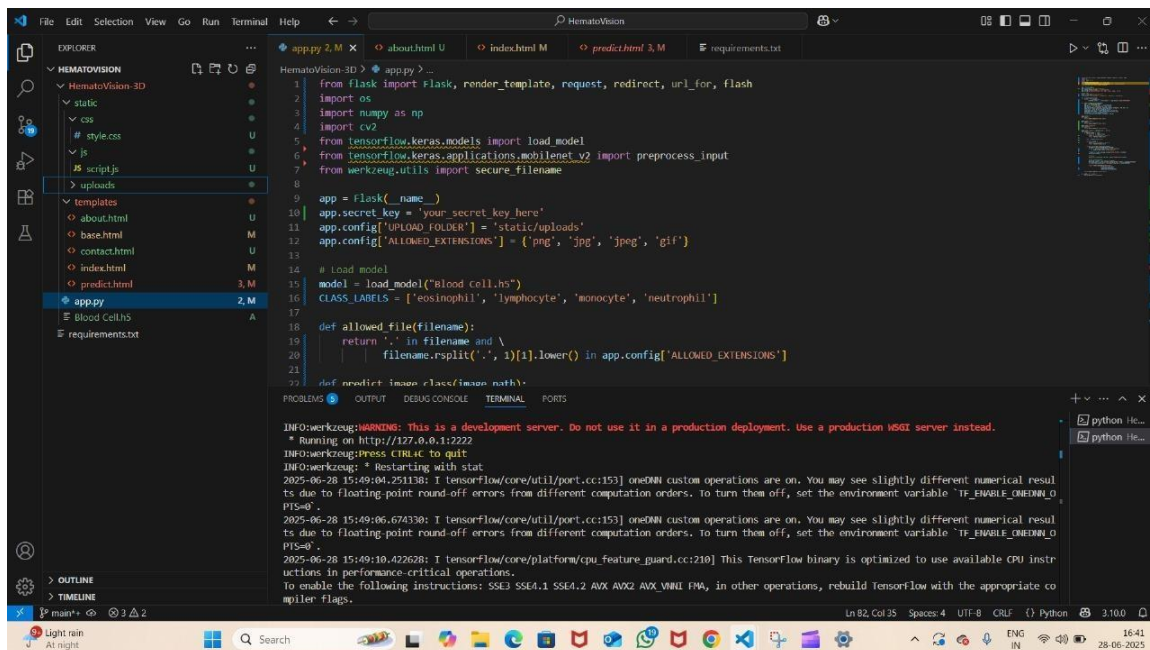 File Edit Selection View Go Run Terminal Help
HematoVision
EXPLORER
HEMATOVISION
HematoVision-3D
static
css
# style.css U
js
JS script.js U
uploads
templates
about.html U
base.html M
contact.html U
index.html M
predict.html 3, M
app.py 2, M
Blood Cell.h5 A
requirements.txt
OUTLINE
TIMELINE
19
app.py 2, M
about.html U
index.html M
predict.html 3, M
requirements.txt
HematoVision-3D > app.py > ...
1 from flask import Flask, render_template, request, redirect, url_for, flash
2 import os
3 import numpy as np
4 import cv2
5 from tensorflow.keras.models import load_model
6 from tensorflow.keras.applications.mobilenet_v2 import preprocess_input
7 from werkzeug.utils import secure_filename
8
9 app = Flask(__name__)
10 app.secret_key = 'your_secret_key_here'
11 app.config['UPLOAD_FOLDER'] = 'static/uploads'
12 app.config['ALLOWED_EXTENSIONS'] = {'png', 'jpg', 'jpeg', 'gif'}
13
14 # Load model
15 model = load_model("Blood Cell.h5")
16 CLASS_LABELS = ['eosinophil', 'lymphocyte', 'monocyte', 'neutrophil']
17
18 def allowed_file(filename):
19 return '.' in filename and \
20 filename.rsplit('.', 1)[1].lower() in app.config['ALLOWED_EXTENSIONS']
21
22 def predict_image_class(image_path):
PROBLEMS 5 OUTPUT DEBUG CONSOLE TERMINAL PORTS
python He...
python He...
INFO:werkzeug:WARNING: This is a development server. Do not use it in a production deployment. Use a production WSGI server instead.
* Running on http://127.0.0.1:2222
INFO:werkzeug:Press CTRL+C to quit
INFO:werkzeug: * Restarting with stat
2025-06-28 15:49:04.251138: I tensorflow/core/util/port.cc:153] oneDNN custom operations are on. You may see slightly different numerical resul
ts due to floating-point round-off errors from different computation orders. To turn them off, set the environment variable `TF_ENABLE_ONEDNN_O
PTS=0`.
2025-06-28 15:49:06.674330: I tensorflow/core/util/port.cc:153] oneDNN custom operations are on. You may see slightly different numerical resul
ts due to floating-point round-off errors from different computation orders. To turn them off, set the environment variable `TF_ENABLE_ONEDNN_O
PTS=0`.
2025-06-28 15:49:10.422628: I tensorflow/core/platform/cpu_feature_guard.cc:210] This TensorFlow binary is optimized to use available CPU instr
uctions in performance-critical operations.
To enable the following instructions: SSE3 SSE4.1 SSE4.2 AVX AVX2 AVX_VNNI FMA, in other operations, rebuild TensorFlow with the appropriate co
mpiler flags.
main*+ 3 2
Ln 82, Col 35 Spaces: 4 UTF-8 CRLF {} Python 3.10.0
Light rain
At night
Search
ENG
IN
16:41
28-06-2025